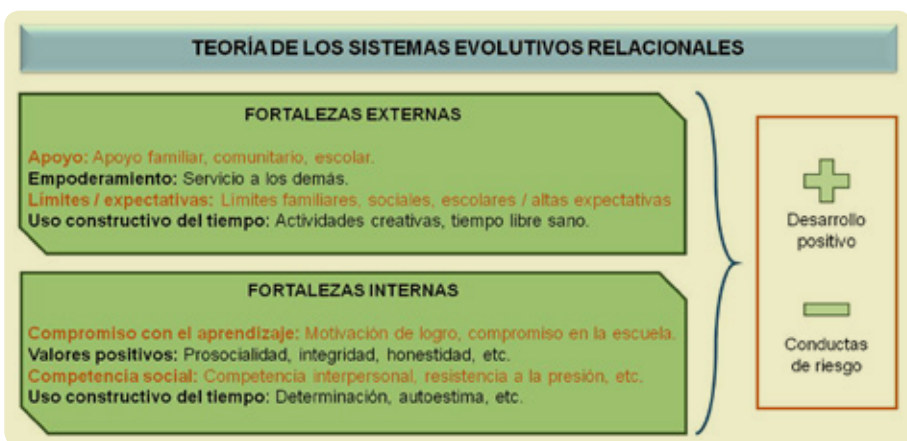 TEORÍA DE LOS SISTEMAS EVOLUTIVOS RELACIONALES
FORTALEZAS EXTERNAS
Apoyo: Apoyo familiar, comunitario, escolar.
Empoderamiento: Servicio a los demás.
Límites / expectativas: Limites familiares, sociales, escolares / altas expectativas
Uso constructivo del tiempo: Actividades creativas, tiempo libre sano.
FORTALEZAS INTERNAS
Compromiso con el aprendizaje: Motivación de logro, compromiso en la escuela.
Valores positivos: Prosocialidad, integridad, honestidad, etc.
Competencia social: Competencia interpersonal, resistencia a la presión, etc.
Uso constructivo del tiempo: Determinación, autoestima, etc.
Desarrollo
positivo
Conductas
de riesgo